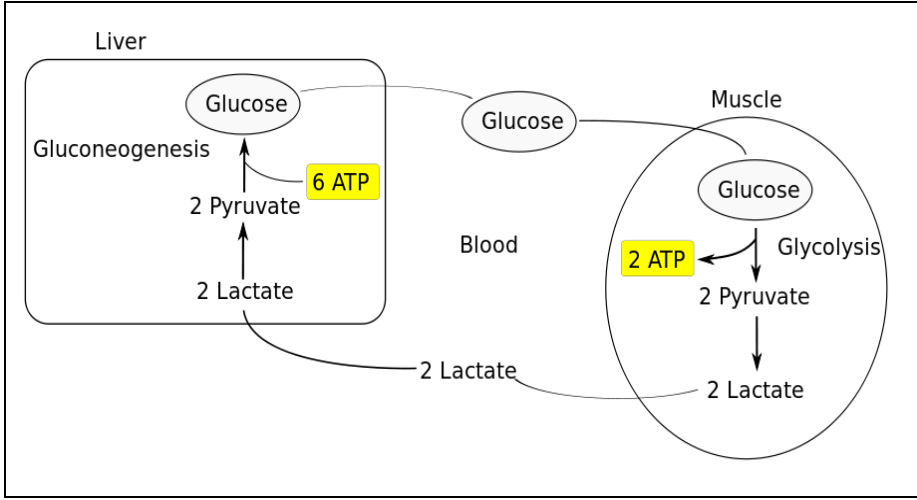 Liver
Glucose
Gluconeogenesis
6 ATP
2 Pyruvate
2 Lactate
Glucose
Blood
2 Lactate
Muscle
Glucose
Glycolysis
2 ATP
2 Pyruvate
2 Lactate